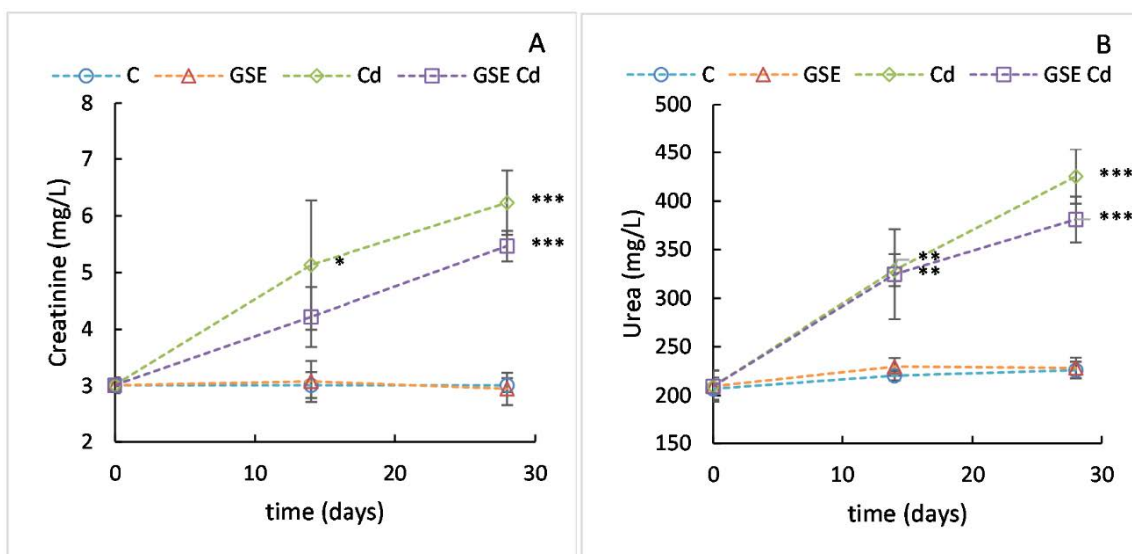 A
C GSE Cd GSE Cd
8
7
6
5
4
3
2
Creatinine (mg/L)
*
***
***
0 10 20 30
time (days)
B
C GSE Cd GSE Cd
500
450
400
350
300
250
200
150
Urea (mg/L)
**
**
***
***
0 10 20 30
time (days)